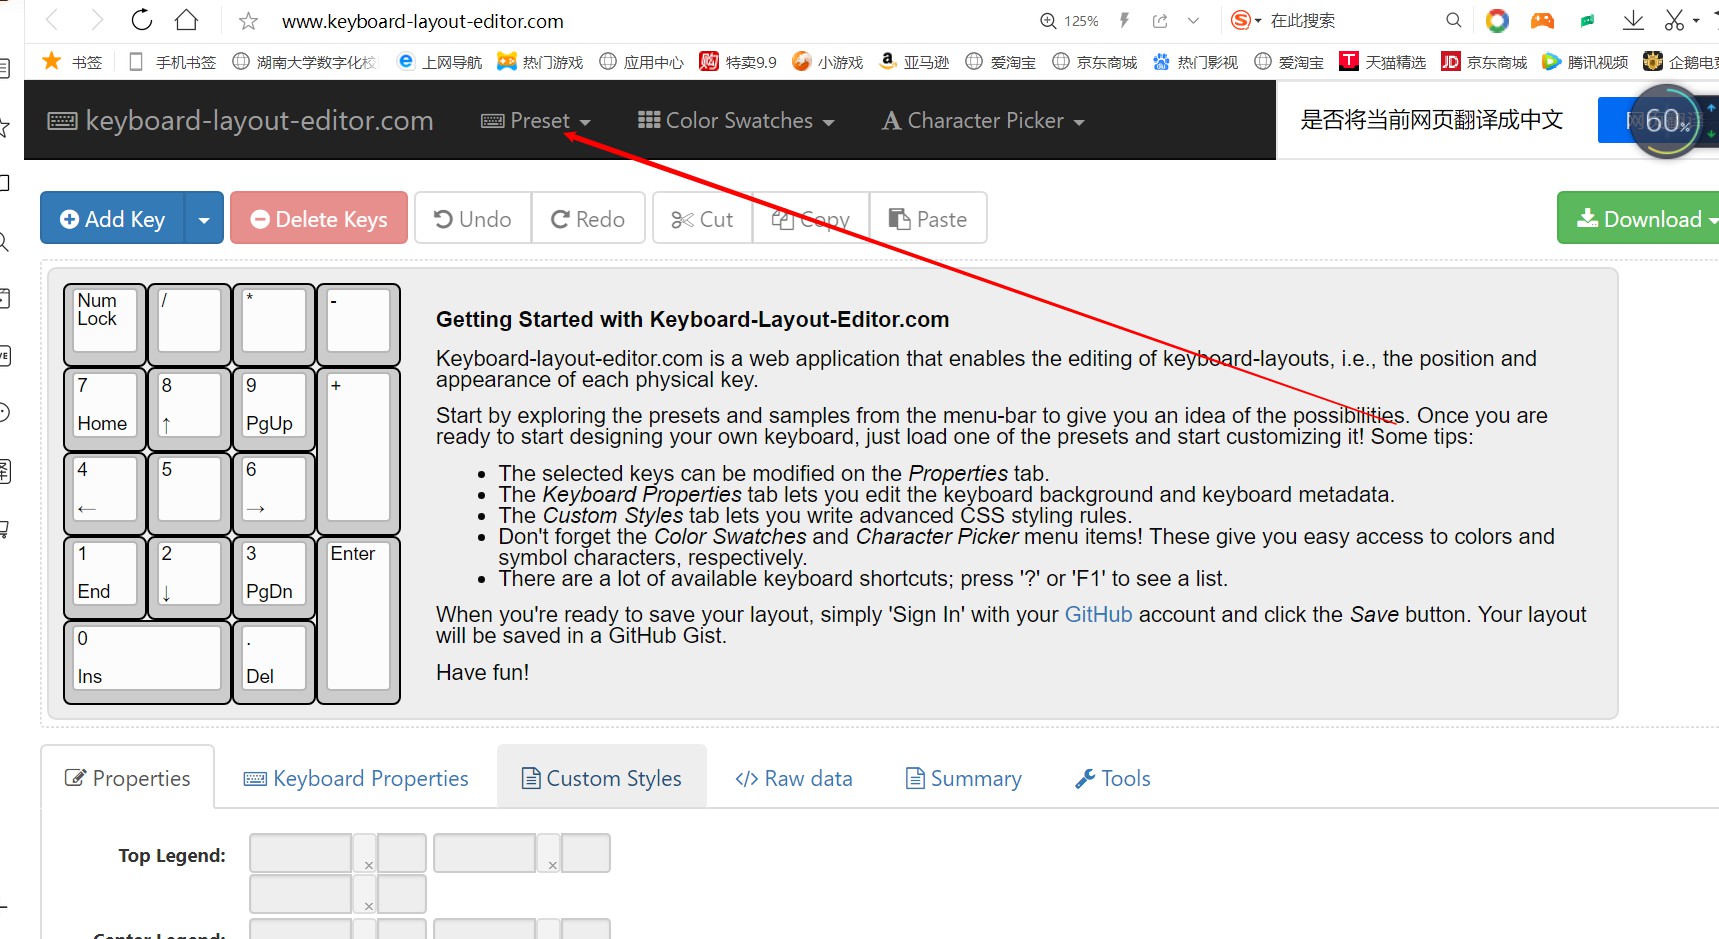 www.keyboard-layout-editor.com
125%
在此搜索
书签
手机书签
湖南大学数字化校
上网导航
热门游戏
应用中心
特卖9.9
小游戏
亚马逊
爱淘宝
京东商城
热门影视
爱淘宝
天猫精选
京东商城
腾讯视频
企鹅电竞
keyboard-layout-editor.com
Preset
Color Swatches
Character Picker
是否将当前网页翻译成中文
60%
Add Key
Delete Keys
Undo
Redo
Cut
Copy
Paste
Download
Num Lock
/
*
-
7 Home
8 ↑
9 PgUp
+
4 ←
5
6 →
1 End
2 ↓
3 PgDn
Enter
0 Ins
. Del
Getting Started with Keyboard-Layout-Editor.com
Keyboard-layout-editor.com is a web application that enables the editing of keyboard-layouts, i.e., the position and
appearance of each physical key.
Start by exploring the presets and samples from the menu-bar to give you an idea of the possibilities. Once you are
ready to start designing your own keyboard, just load one of the presets and start customizing it! Some tips:
• The selected keys can be modified on the Properties tab.
• The Keyboard Properties tab lets you edit the keyboard background and keyboard metadata.
• The Custom Styles tab lets you write advanced CSS styling rules.
• Don't forget the Color Swatches and Character Picker menu items! These give you easy access to colors and
symbol characters, respectively.
• There are a lot of available keyboard shortcuts; press '?' or 'F1' to see a list.
When you're ready to save your layout, simply 'Sign In' with your GitHub account and click the Save button. Your layout
will be saved in a GitHub Gist.
Have fun!
Properties
Keyboard Properties
Custom Styles
</> Raw data
Summary
Tools
Top Legend:
Center Legend: